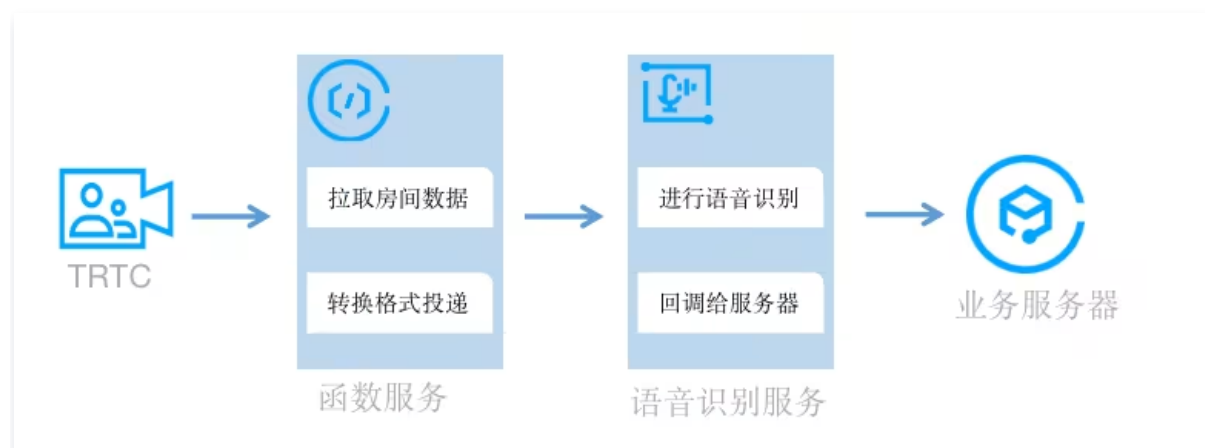 TRTC
拉取房间数据
转换格式投递
函数服务
进行语音识别
回调给服务器
语音识别服务
业务服务器